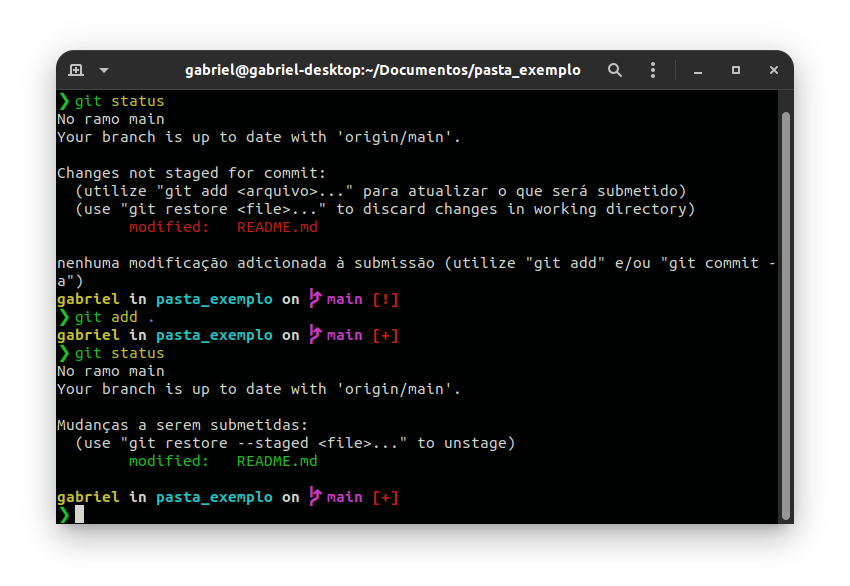 gabriel@gabriel-desktop:~/Documentos/pasta_exemplo
❯ git status
No ramo main
Your branch is up to date with 'origin/main'.
Changes not staged for commit:
  (utilize "git add <arquivo>..." para atualizar o que será submetido)
  (use "git restore <file>..." to discard changes in working directory)
        modified:   README.md
nenhuma modificação adicionada à submissão (utilize "git add" e/ou "git commit -
a")
gabriel in pasta_exemplo on main [!]
❯ git add .
gabriel in pasta_exemplo on main [+]
❯ git status
No ramo main
Your branch is up to date with 'origin/main'.
Mudanças a serem submetidas:
  (use "git restore --staged <file>..." to unstage)
        modified:   README.md
gabriel in pasta_exemplo on main [+]
❯